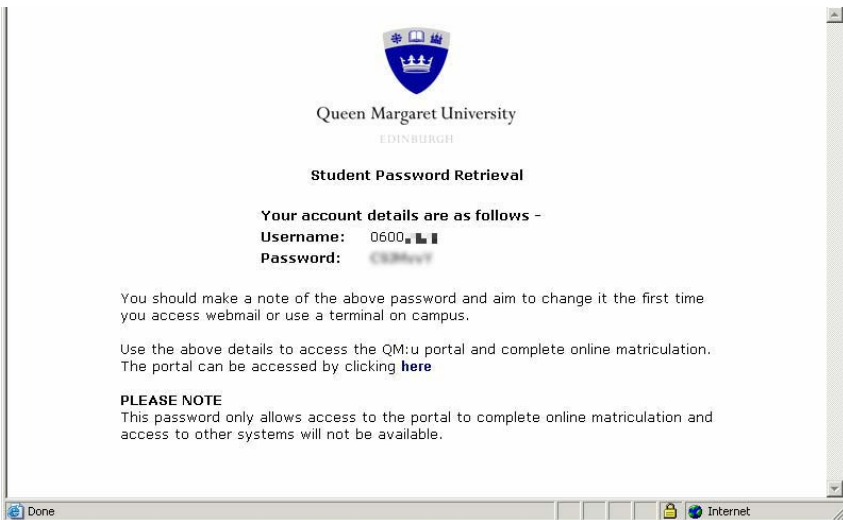 Queen Margaret University
EDINBURGH
Student Password Retrieval
Your account details are as follows -
Username: 0600
Password:
You should make a note of the above password and aim to change it the first time
you access webmail or use a terminal on campus.
Use the above details to access the QM:u portal and complete online matriculation.
The portal can be accessed by clicking here
PLEASE NOTE
This password only allows access to the portal to complete online matriculation and
access to other systems will not be available.
Done
Internet